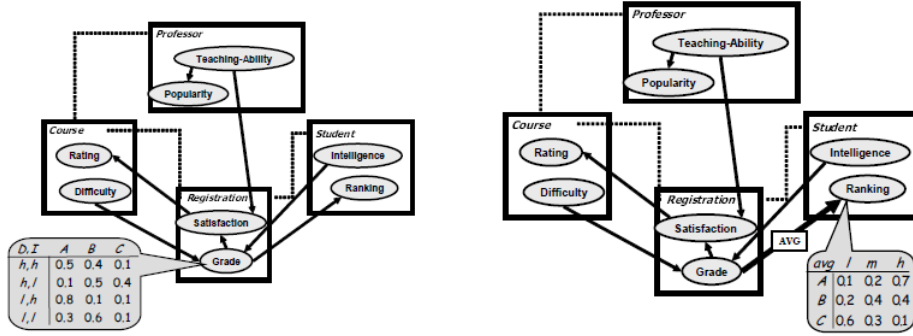 Professor
Teaching-Ability
Popularity
Course
Rating
Difficulty
Student
Intelligence
Ranking
Registration
Satisfaction
Grade
D.I A B C
h,h 0.5 0.4 0.1
h,l 0.1 0.5 0.4
l,h 0.8 0.1 0.1
l,l 0.3 0.6 0.1
Professor
Teaching-Ability
Popularity
Course
Rating
Difficulty
Student
Intelligence
Ranking
Registration
Satisfaction
Grade
AVG
avg l m h
A 0.1 0.2 0.7
B 0.2 0.4 0.4
C 0.6 0.3 0.1